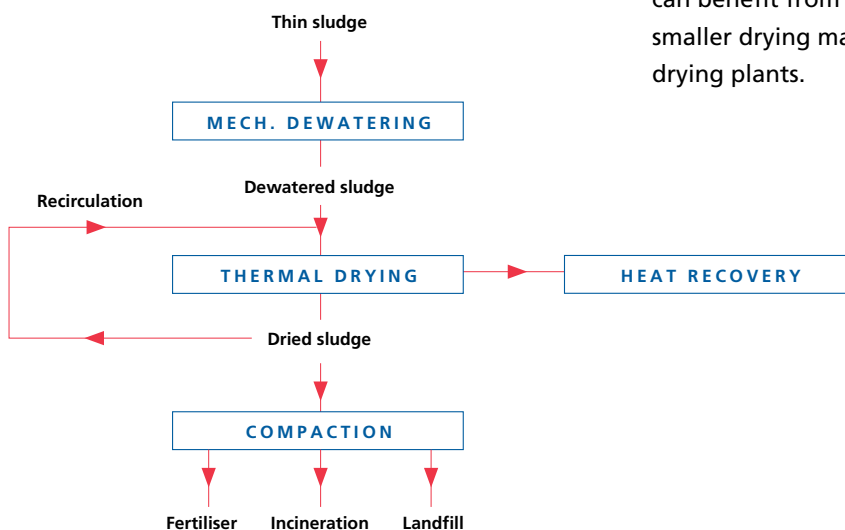 can benefit from
smaller drying ma
drying plants.
Thin sludge
MECH. DEWATERING
Dewatered sludge
Recirculation
THERMAL DRYING
HEAT RECOVERY
Dried sludge
COMPACTION
Fertiliser
Incineration
Landfill